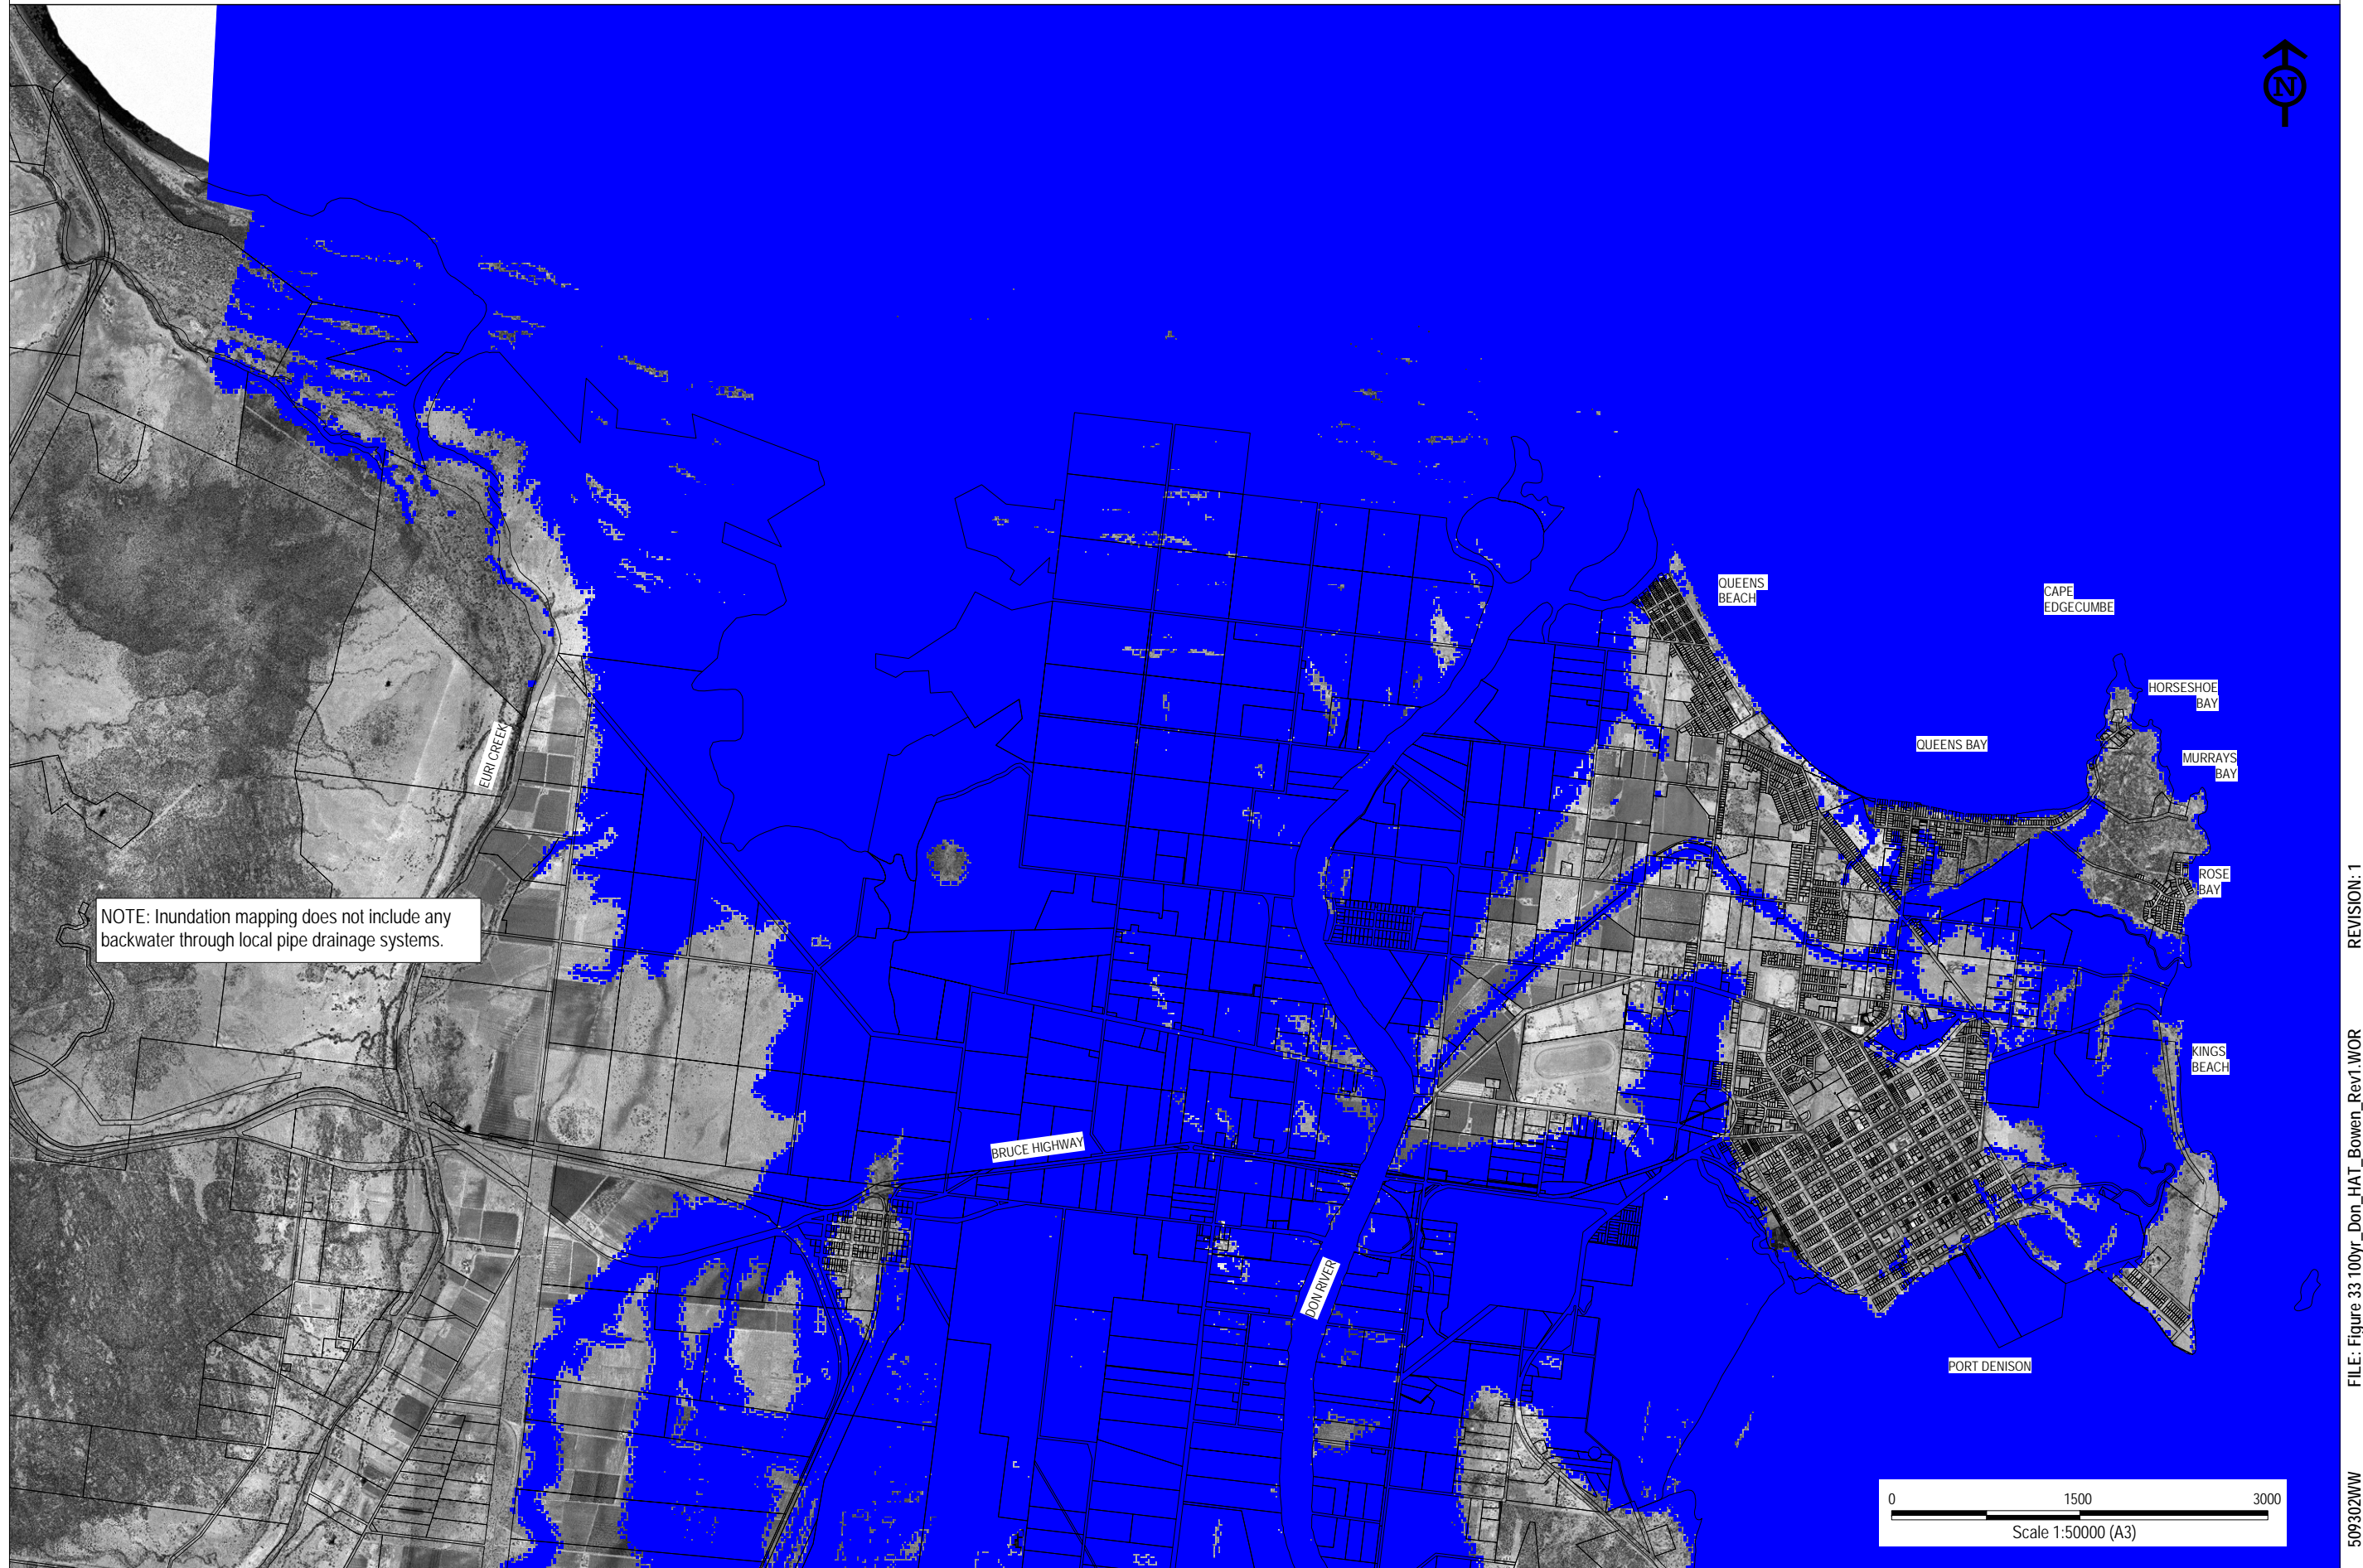 N
QUEENS
BEACH
CAPE
EDGECUMBE
HORSESHOE
BAY
QUEENS BAY
MURRAYS
BAY
EURI CREEK
ROSE
BAY
NOTE: Inundation mapping does not include any
backwater through local pipe drainage systems.
KINGS
BEACH
BRUCE HIGHWAY
DON RIVER
PORT DENISON
0 1500 3000
Scale 1:50000 (A3)
509302WW FILE: Figure 33 100yr_Don_HAT_Bowen_Rev1.WOR REVISION: 1